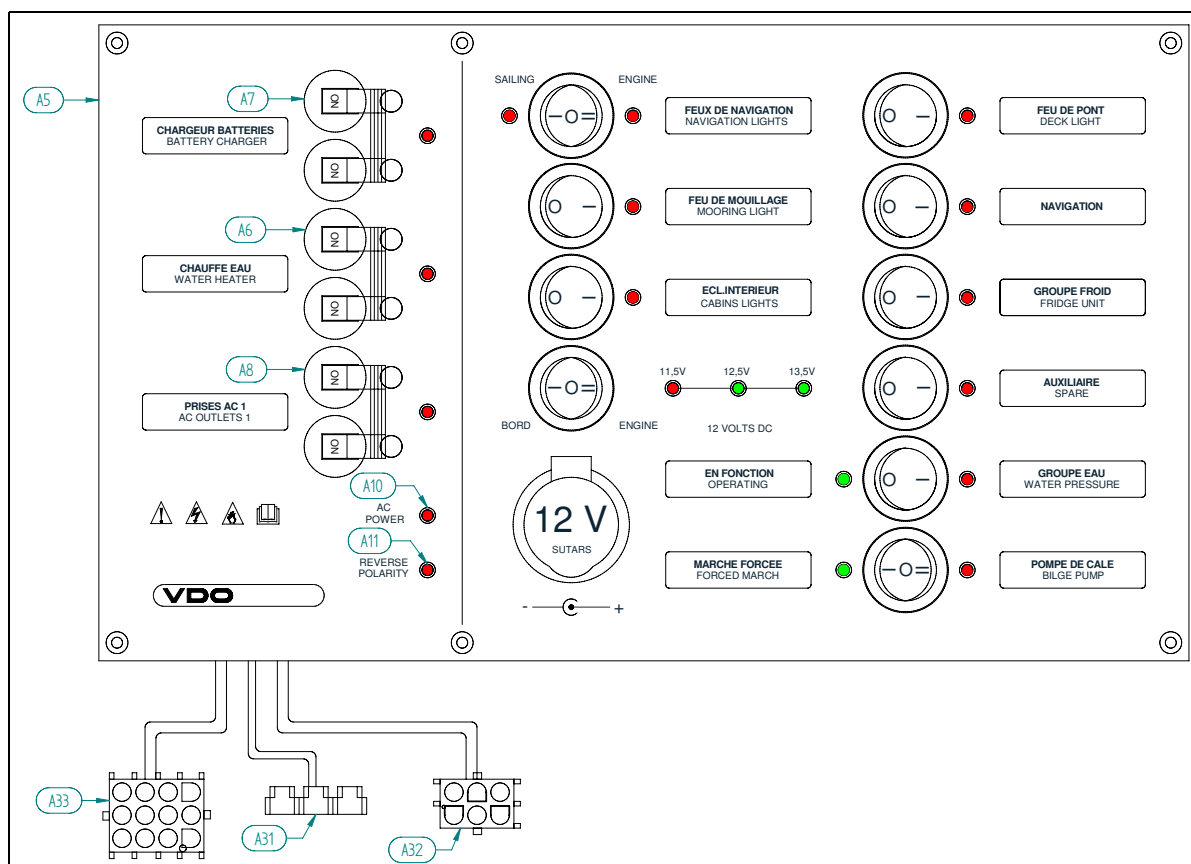 A5
A7
ON
CHARGEUR BATTERIES
BATTERY CHARGER
ON
A6
ON
CHAUFFE EAU
WATER HEATER
ON
A8
ON
PRISES AC 1
AC OUTLETS 1
ON
A10
AC
POWER
A11
REVERSE
POLARITY
VDO
SAILING
ENGINE
I O II
FEUX DE NAVIGATION
NAVIGATION LIGHTS
O I
FEU DE MOUILLAGE
MOORING LIGHT
O I
ECL.INTERIEUR
CABINS LIGHTS
I O II
BORD
ENGINE
11,5V
12,5V
13,5V
12 VOLTS DC
12 V
SUTARS
- +
EN FONCTION
OPERATING
MARCHE FORCEE
FORCED MARCH
O I
FEU DE PONT
DECK LIGHT
O I
NAVIGATION
O I
GROUPE FROID
FRIDGE UNIT
O I
AUXILIAIRE
SPARE
O I
GROUPE EAU
WATER PRESSURE
I O II
POMPE DE CALE
BILGE PUMP
A33
A31
A32